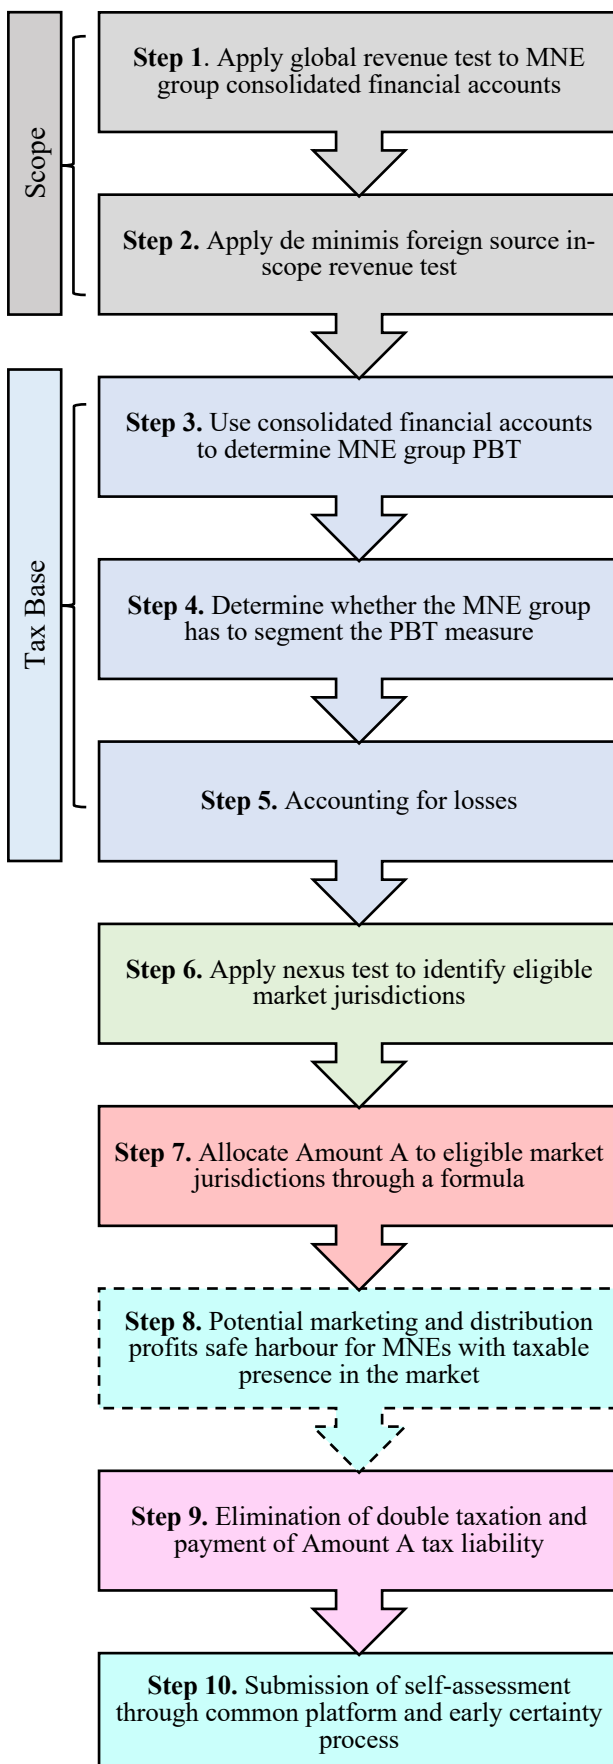 Scope
Step 1. Apply global revenue test to MNE
group consolidated financial accounts
Step 2. Apply de minimis foreign source in-
scope revenue test
Tax Base
Step 3. Use consolidated financial accounts
to determine MNE group PBT
Step 4. Determine whether the MNE group
has to segment the PBT measure
Step 5. Accounting for losses
Step 6. Apply nexus test to identify eligible
market jurisdictions
Step 7. Allocate Amount A to eligible market
jurisdictions through a formula
Step 8. Potential marketing and distribution
profits safe harbour for MNEs with taxable
presence in the market
Step 9. Elimination of double taxation and
payment of Amount A tax liability
Step 10. Submission of self-assessment
through common platform and early certainty
process